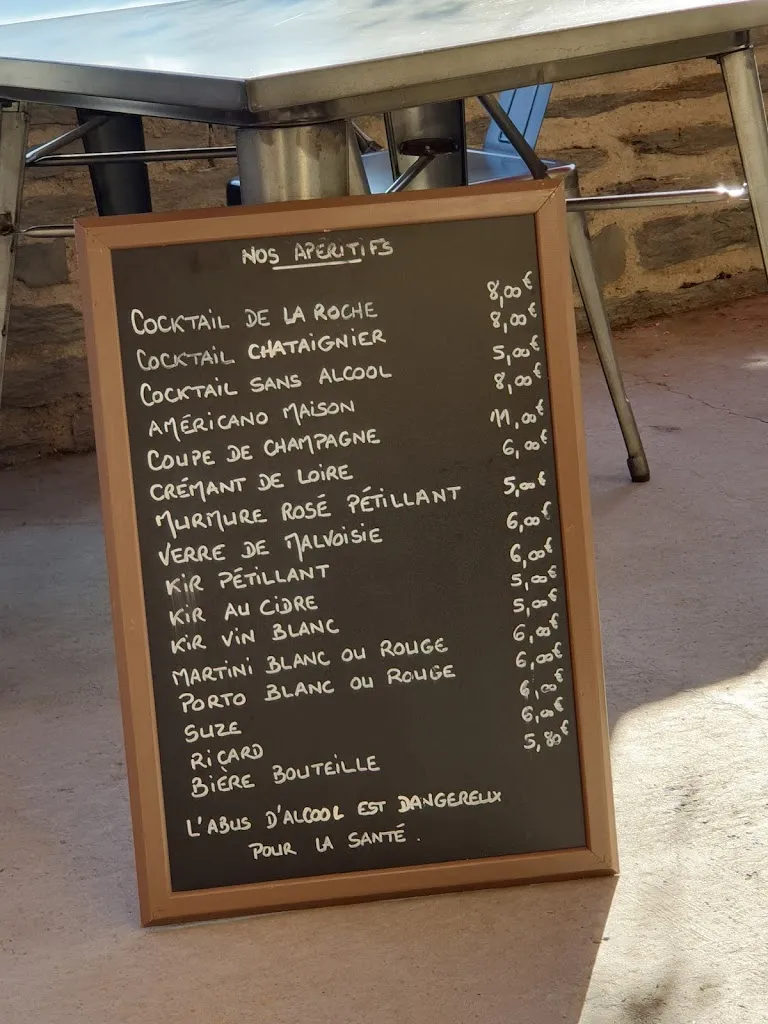 NOS APÉRITIFS
COCKTAIL DE LA ROCHE 8,00€
COCKTAIL CHATAIGNIER 8,00€
COCKTAIL SANS ALCOOL 5,00€
AMÉRICANO MAISON 8,00€
COUPE DE CHAMPAGNE 11,00€
CRÉMANT DE LOIRE 6,00€
MURMURE ROSÉ PÉTILLANT 5,00€
VERRE DE MALVOISIE 6,00€
KIR PÉTILLANT 6,00€
KIR AU CIDRE 5,00€
KIR VIN BLANC 5,00€
MARTINI BLANC OU ROUGE 6,00€
PORTO BLANC OU ROUGE 6,00€
SUZE 6,00€
RICARD 6,00€
BIÈRE BOUTEILLE 5,80€
L'ABUS D'ALCOOL EST DANGEREUX
POUR LA SANTÉ.